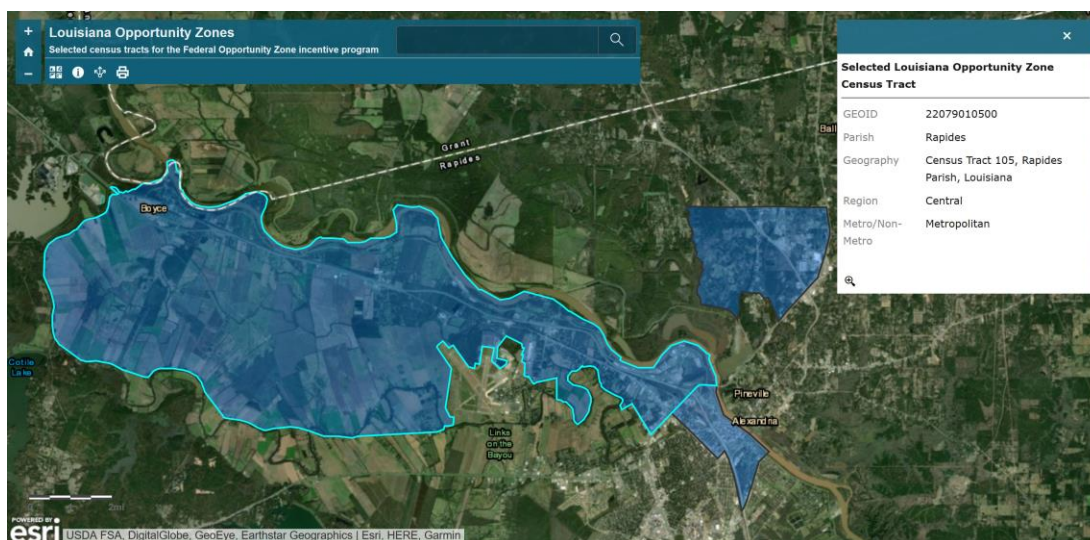 +
Louisiana Opportunity Zones
Selected census tracts for the Federal Opportunity Zone incentive program
−
×
Selected Louisiana Opportunity Zone
Census Tract
GEOID 22079010500
Parish Rapides
Geography Census Tract 105, Rapides
Parish, Louisiana
Region Central
Metro/Non-
Metro Metropolitan
Grant
Rapides
Ball
Boyce
Cotile
Lake
Pineville
Alexandria
Links
on the
Bayou
2mi
POWERED BY
esri
USDA FSA, DigitalGlobe, GeoEye, Earthstar Geographics | Esri, HERE, Garmin